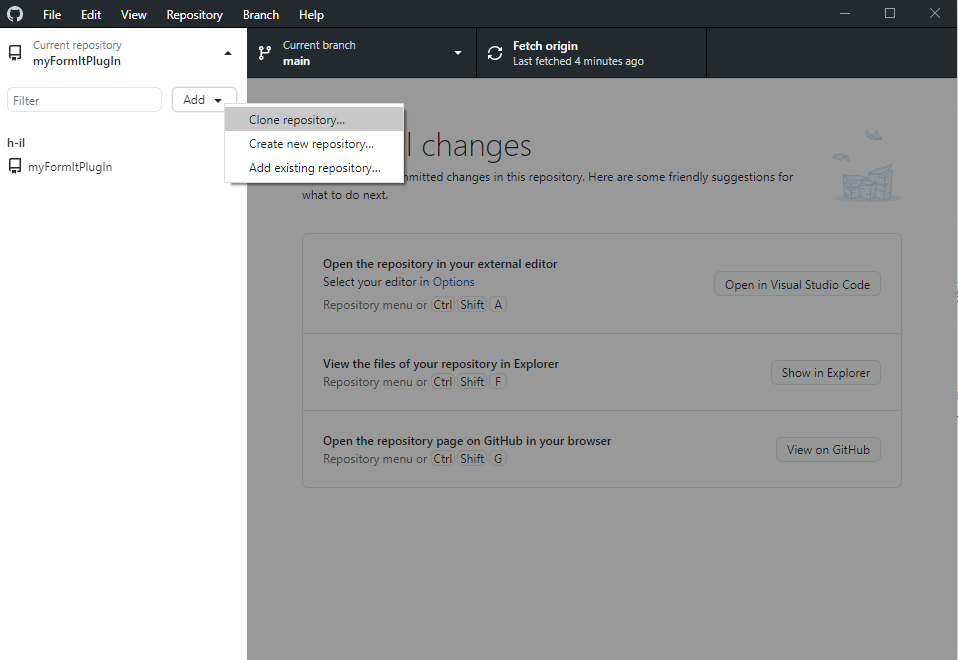 File Edit View Repository Branch Help
Current repository
myFormItPlugIn
Current branch
main
Fetch origin
Last fetched 4 minutes ago
Filter
Add
Clone repository...
Create new repository...
Add existing repository...
h-il
myFormItPlugIn
l changes
mmitted changes in this repository. Here are some friendly suggestions for
what to do next.
Open the repository in your external editor
Select your editor in Options
Repository menu or Ctrl Shift A
Open in Visual Studio Code
View the files of your repository in Explorer
Repository menu or Ctrl Shift F
Show in Explorer
Open the repository page on GitHub in your browser
Repository menu or Ctrl Shift G
View on GitHub